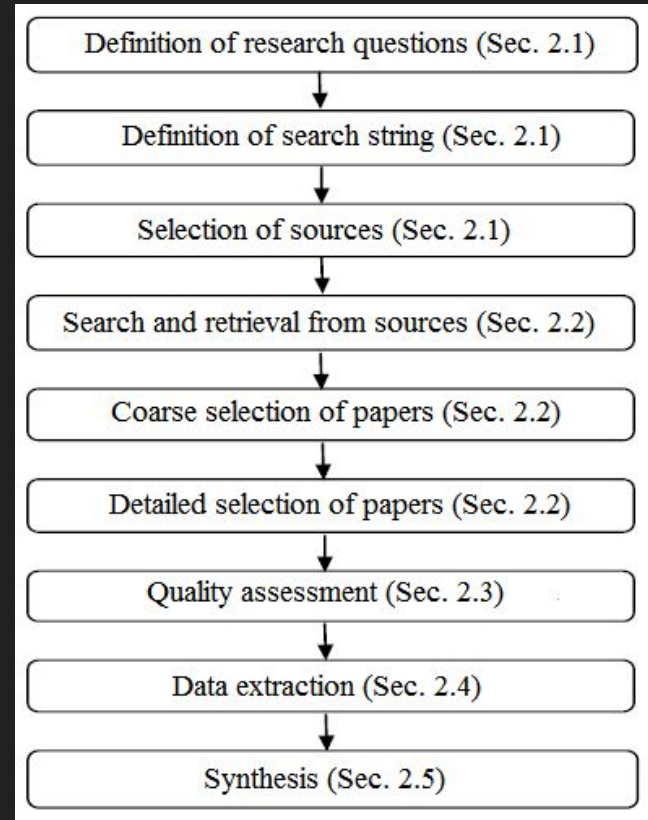 Definition of research questions (Sec. 2.1)
Definition of search string (Sec. 2.1)
Selection of sources (Sec. 2.1)
Search and retrieval from sources (Sec. 2.2)
Coarse selection of papers (Sec. 2.2)
Detailed selection of papers (Sec. 2.2)
Quality assessment (Sec. 2.3)
Data extraction (Sec. 2.4)
Synthesis (Sec. 2.5)